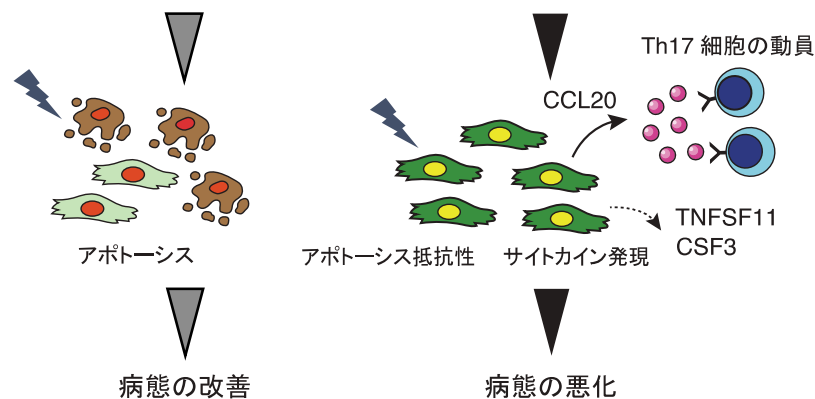 Th17 細胞の動員
CCL20
TNFSF11
CSF3
アポトーシス
アポトーシス抵抗性
サイトカイン発現
病態の改善
病態の悪化